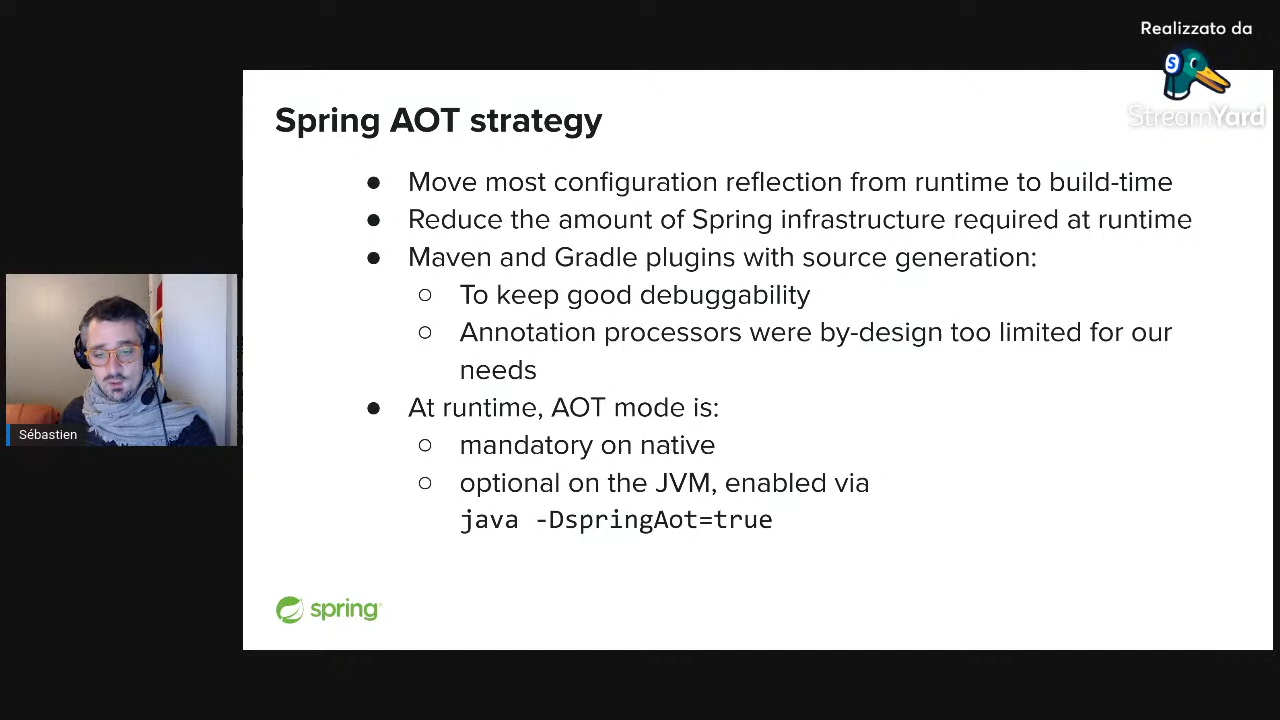 Realizzato da
StreamYard
Spring AOT strategy
● Move most configuration reflection from runtime to build-time
● Reduce the amount of Spring infrastructure required at runtime
● Maven and Gradle plugins with source generation:
○ To keep good debuggability
○ Annotation processors were by-design too limited for our
needs
● At runtime, AOT mode is:
○ mandatory on native
○ optional on the JVM, enabled via
java -DspringAot=true
Sébastien
spring